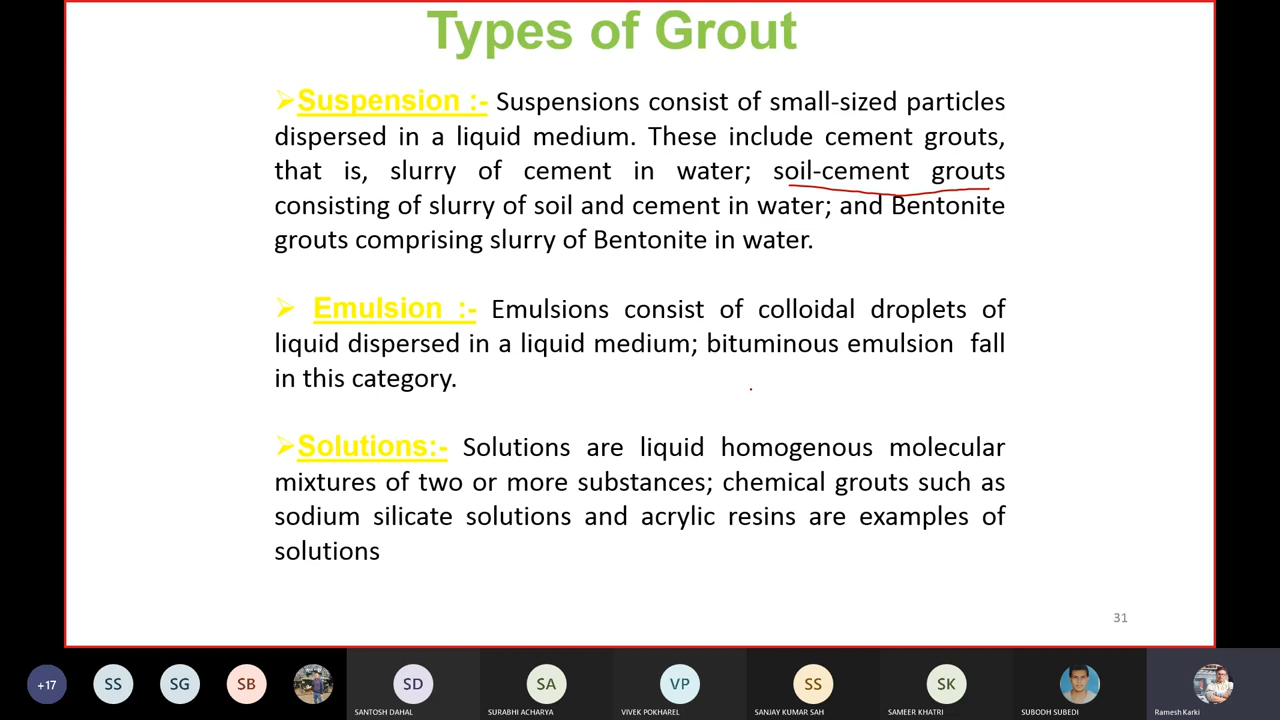 Types of Grout
➢Suspension :- Suspensions consist of small-sized particles
dispersed in a liquid medium. These include cement grouts,
that is, slurry of cement in water; soil-cement grouts
consisting of slurry of soil and cement in water; and Bentonite
grouts comprising slurry of Bentonite in water.
➢ Emulsion :- Emulsions consist of colloidal droplets of
liquid dispersed in a liquid medium; bituminous emulsion fall
in this category.
➢Solutions:- Solutions are liquid homogenous molecular
mixtures of two or more substances; chemical grouts such as
sodium silicate solutions and acrylic resins are examples of
solutions
31
+17 SS SG SB SD SA VP SS SK
SANTOSH DAHAL SURABHI ACHARYA VIVEK POKHAREL SANJAY KUMAR SAH SAMEER KHATRI SUBODH SUBEDI Ramesh Karki